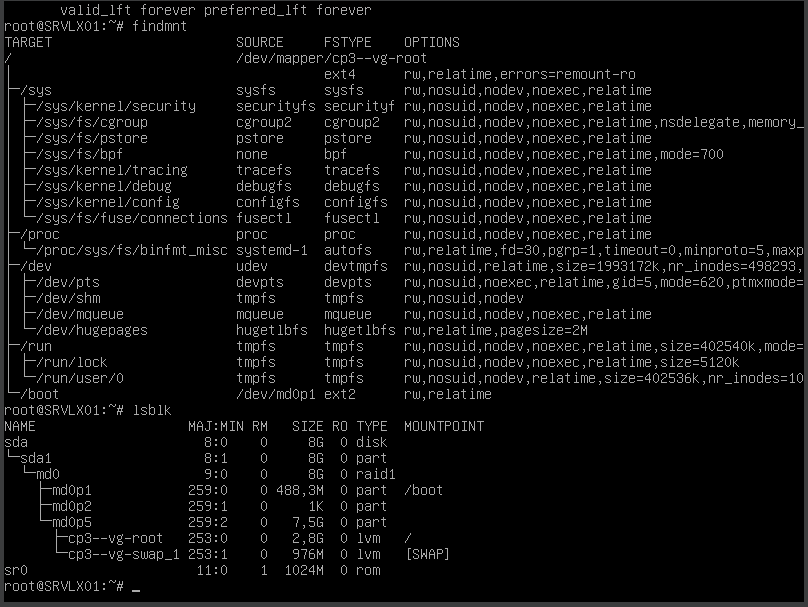 valid_lft forever preferred_lft forever
root@SRVLX01:~# findmnt
TARGET SOURCE FSTYPE OPTIONS
/ /dev/mapper/cp3--vg-root
ext4 rw,relatime,errors=remount-ro
├─/sys sysfs sysfs rw,nosuid,nodev,noexec,relatime
│ ├─/sys/kernel/security securityfs securityf rw,nosuid,nodev,noexec,relatime
│ ├─/sys/fs/cgroup cgroup2 cgroup2 rw,nosuid,nodev,noexec,relatime,nsdelegate,memory_
│ ├─/sys/fs/pstore pstore pstore rw,nosuid,nodev,noexec,relatime
│ ├─/sys/fs/bpf none bpf rw,nosuid,nodev,noexec,relatime,mode=700
│ ├─/sys/kernel/tracing tracefs tracefs rw,nosuid,nodev,noexec,relatime
│ ├─/sys/kernel/debug debugfs debugfs rw,nosuid,nodev,noexec,relatime
│ ├─/sys/kernel/config configfs configfs rw,nosuid,nodev,noexec,relatime
│ └─/sys/fs/fuse/connections fusectl fusectl rw,nosuid,nodev,noexec,relatime
├─/proc proc proc rw,nosuid,nodev,noexec,relatime
│ └─/proc/sys/fs/binfmt_misc systemd-1 autofs rw,relatime,fd=30,pgrp=1,timeout=0,minproto=5,maxp
├─/dev udev devtmpfs rw,nosuid,relatime,size=1993172k,nr_inodes=498293,
│ ├─/dev/pts devpts devpts rw,nosuid,noexec,relatime,gid=5,mode=620,ptmxmode=
│ ├─/dev/shm tmpfs tmpfs rw,nosuid,nodev
│ ├─/dev/mqueue mqueue mqueue rw,nosuid,nodev,noexec,relatime
│ └─/dev/hugepages hugetlbfs hugetlbfs rw,relatime,pagesize=2M
├─/run tmpfs tmpfs rw,nosuid,nodev,noexec,relatime,size=402540k,mode=
│ ├─/run/lock tmpfs tmpfs rw,nosuid,nodev,noexec,relatime,size=5120k
│ └─/run/user/0 tmpfs tmpfs rw,nosuid,nodev,relatime,size=402536k,nr_inodes=10
└─/boot /dev/md0p1 ext2 rw,relatime
root@SRVLX01:~# lsblk
NAME MAJ:MIN RM SIZE RO TYPE MOUNTPOINT
sda 8:0 0 8G 0 disk
└─sda1 8:1 0 8G 0 part
└─md0 9:0 0 8G 0 raid1
├─md0p1 259:0 0 488,3M 0 part /boot
├─md0p2 259:1 0 1K 0 part
└─md0p5 259:2 0 7,5G 0 part
├─cp3--vg-root 253:0 0 2,8G 0 lvm /
└─cp3--vg-swap_1 253:1 0 976M 0 lvm [SWAP]
sr0 11:0 1 1024M 0 rom
root@SRVLX01:~# _